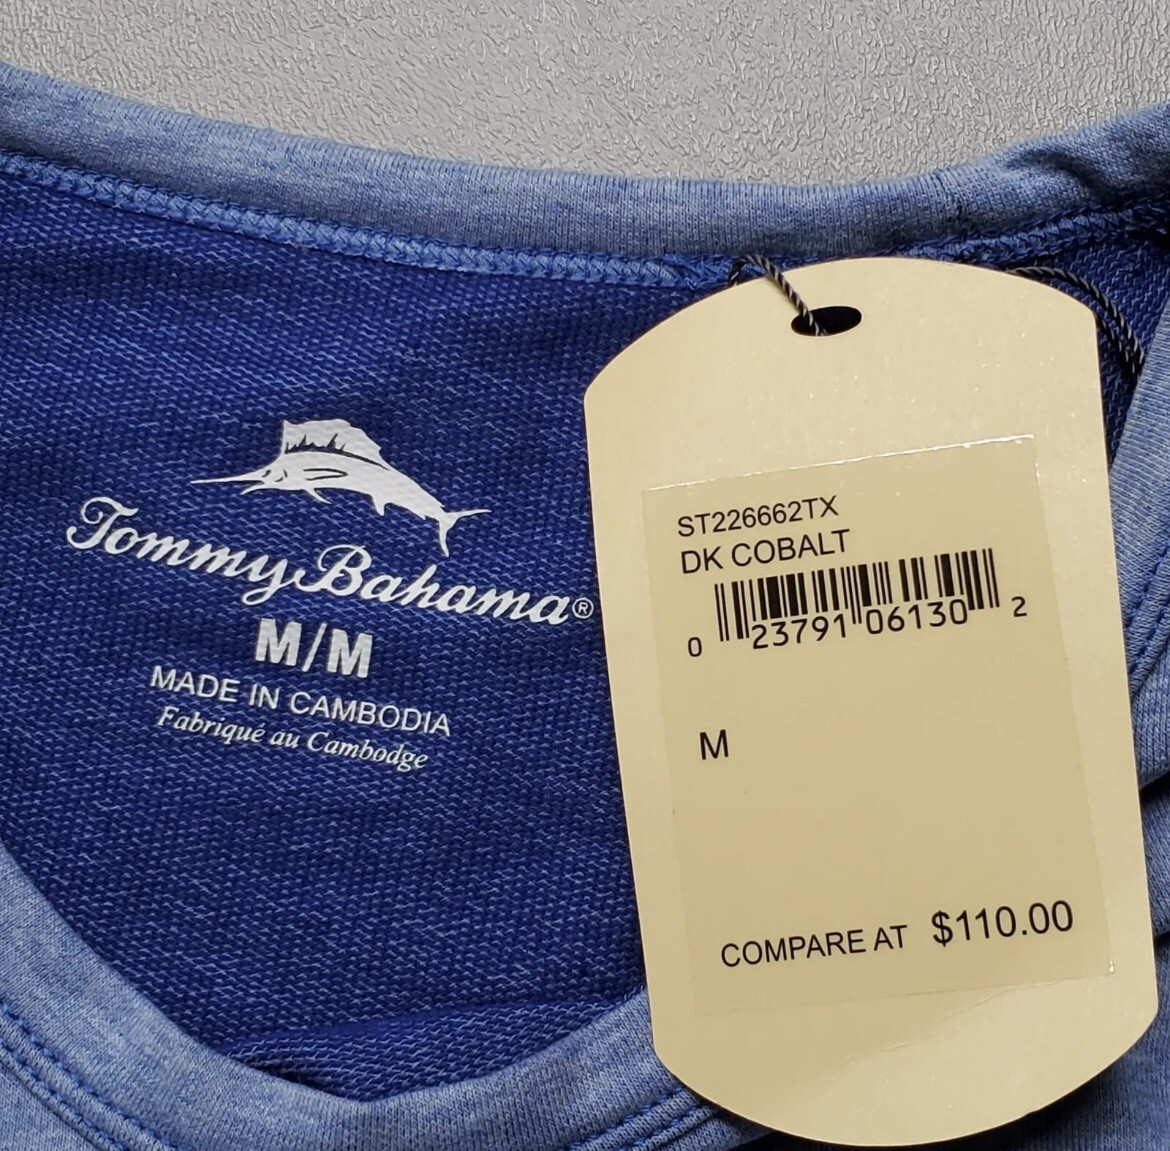 Tommy Bahama®
M/M
MADE IN CAMBODIA
Fabriqué au Cambodge
ST226662TX
DK COBALT
0 23791 06130 2
M
COMPARE AT $110.00